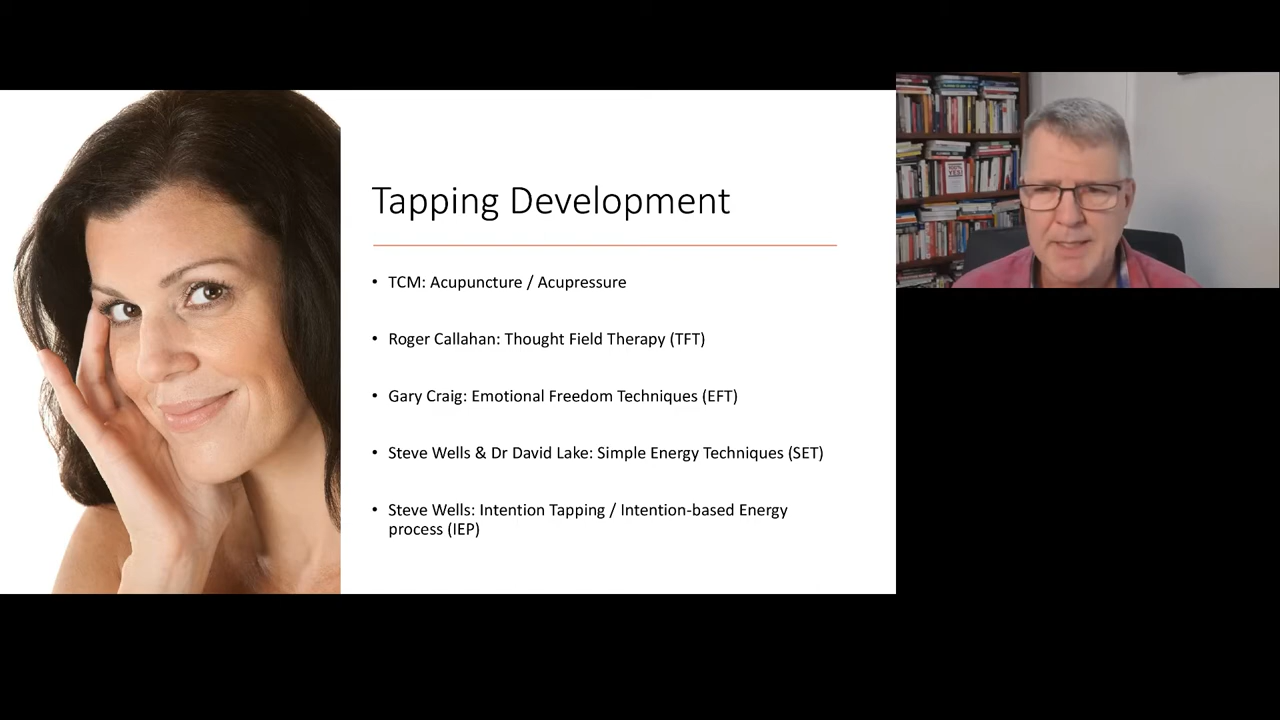 Tapping Development
• TCM: Acupuncture / Acupressure
• Roger Callahan: Thought Field Therapy (TFT)
• Gary Craig: Emotional Freedom Techniques (EFT)
• Steve Wells & Dr David Lake: Simple Energy Techniques (SET)
• Steve Wells: Intention Tapping / Intention-based Energy
process (IEP)